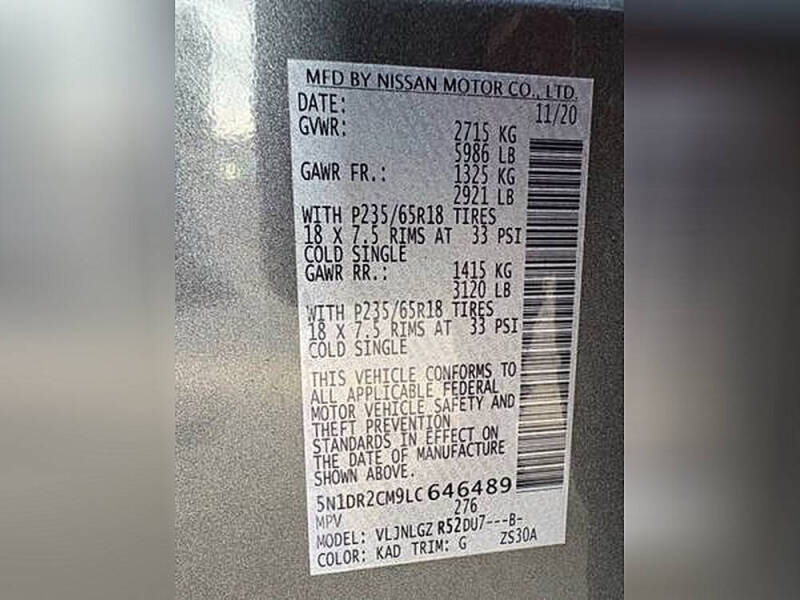 MFD BY NISSAN MOTOR CO., LTD.
DATE: 11/20
GVWR: 2715 KG
5986 LB
GAWR FR.: 1325 KG
2921 LB
WITH P235/65R18 TIRES
18 X 7.5 RIMS AT 33 PSI
COLD SINGLE
GAWR RR.: 1415 KG
3120 LB
WITH P235/65R18 TIRES
18 X 7.5 RIMS AT 33 PSI
COLD SINGLE
THIS VEHICLE CONFORMS TO
ALL APPLICABLE FEDERAL
MOTOR VEHICLE SAFETY AND
THEFT PREVENTION
STANDARDS IN EFFECT ON
THE DATE OF MANUFACTURE
SHOWN ABOVE.
5N1DR2CM9LC646489
MPV 276
MODEL: VLJNLGZ R52DU7---B-
COLOR: KAD TRIM: G ZS30A